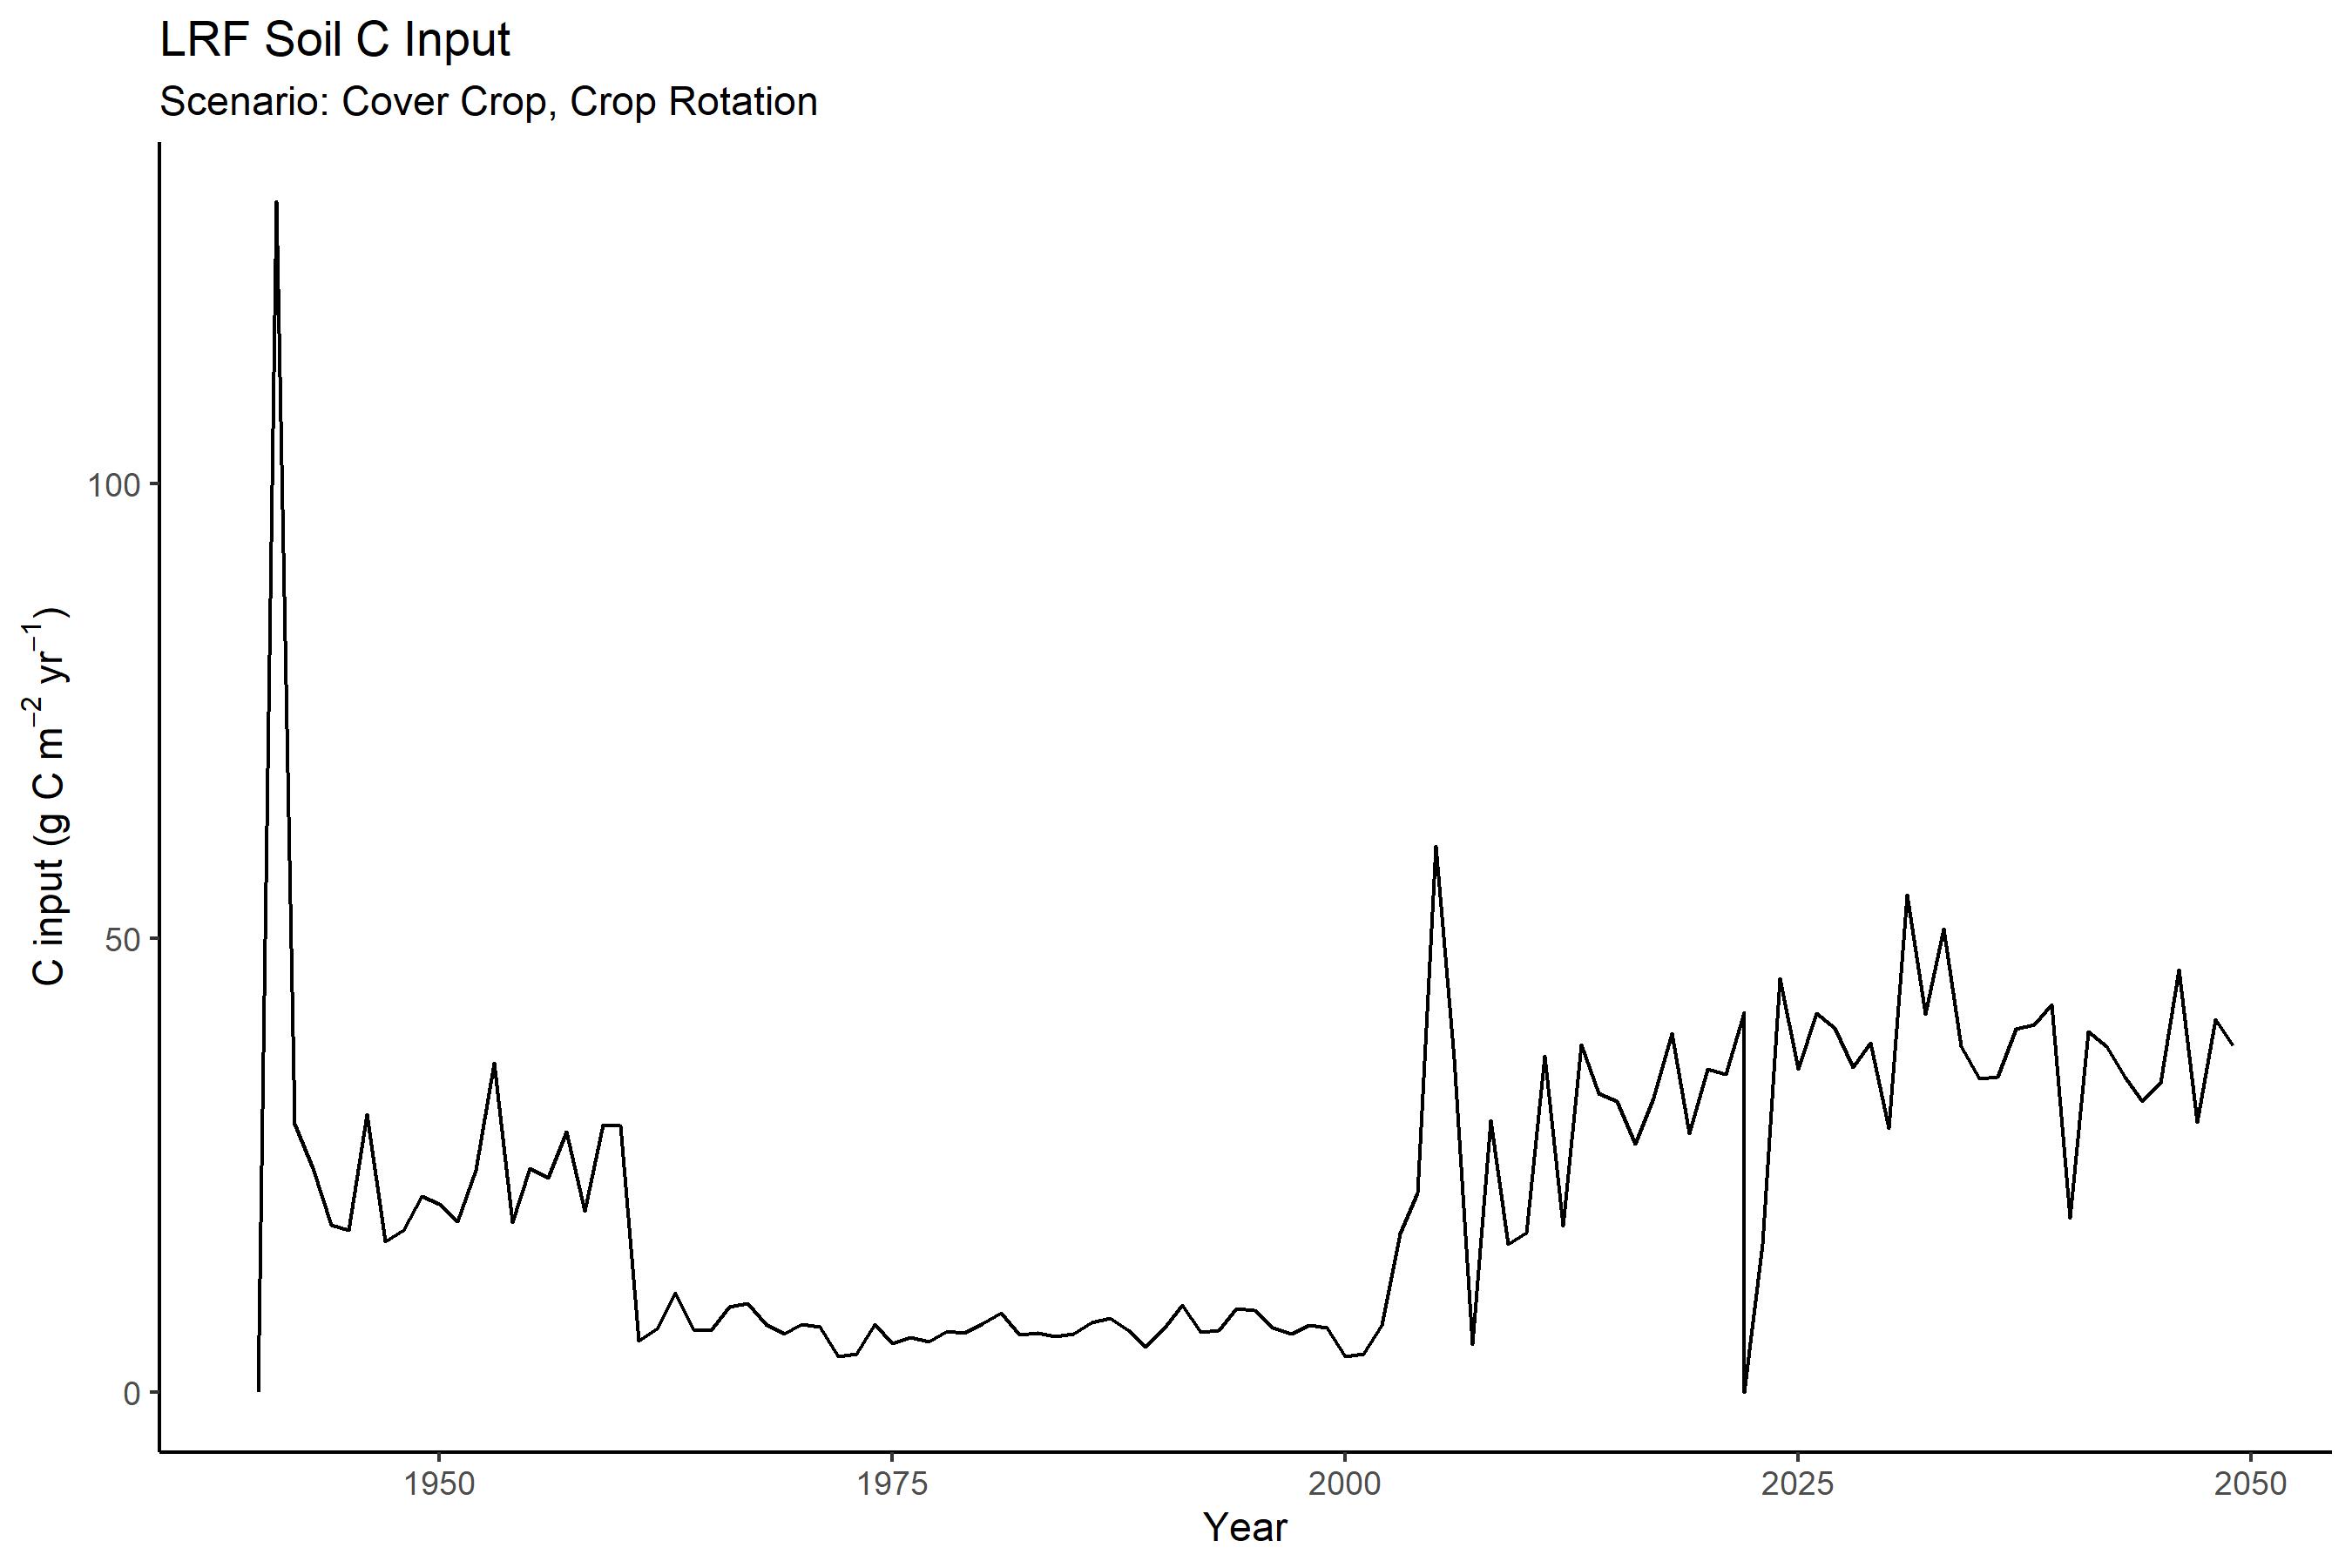 LRF Soil C Input
Scenario: Cover Crop, Crop Rotation
C input (g C m⁻² yr⁻¹)
100
50
0
1950 1975 2000 2025 2050
Year